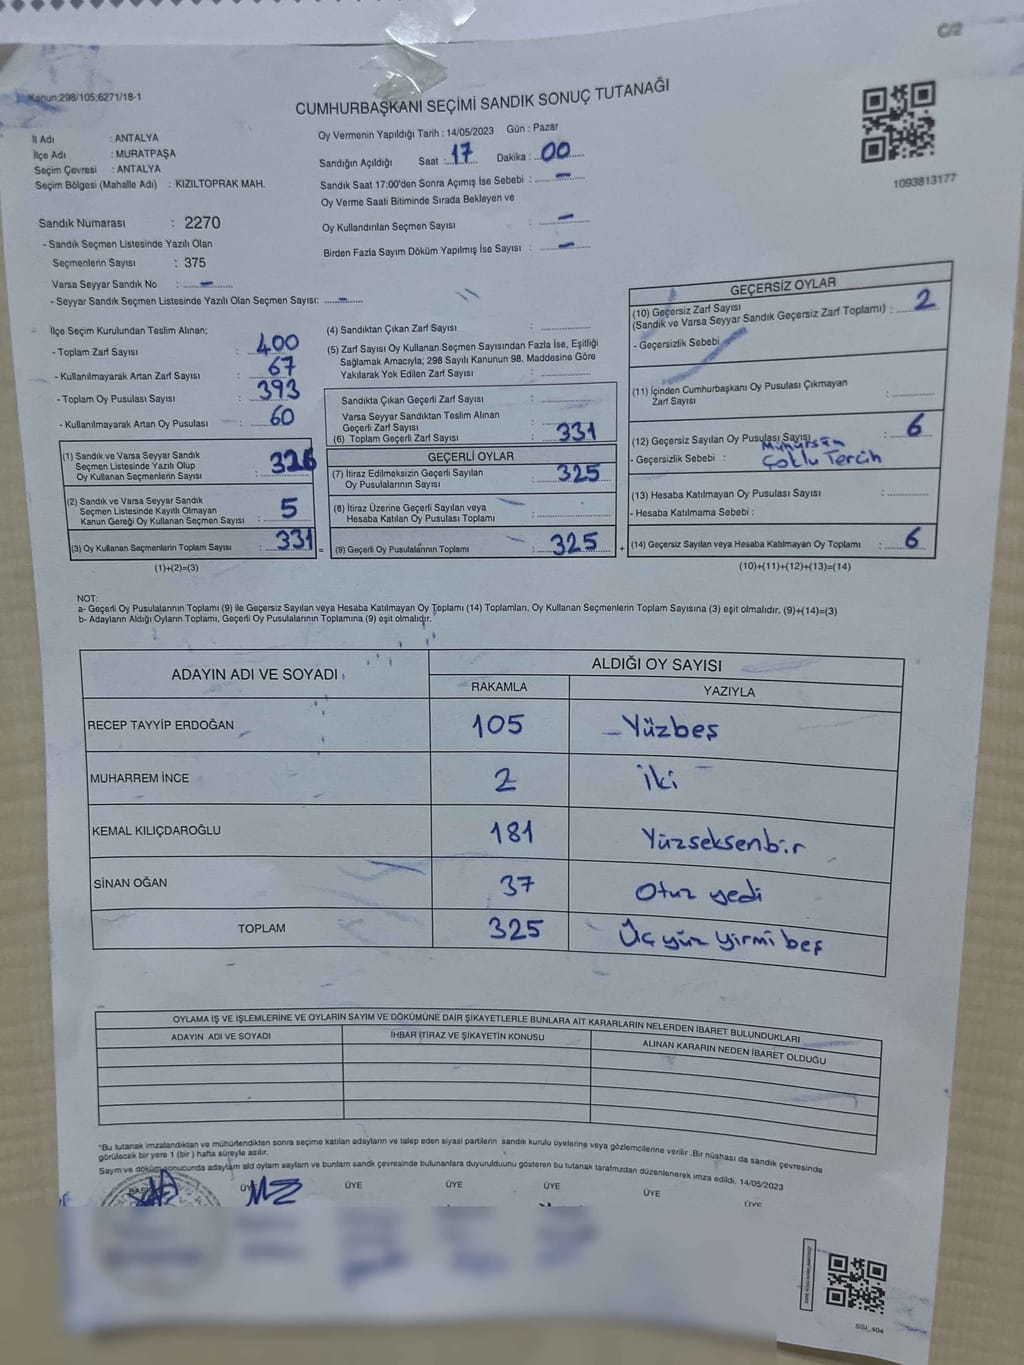 C/2
Kanun:298/105;6271/18-1
CUMHURBAŞKANI SEÇİMİ SANDIK SONUÇ TUTANAĞI
İl Adı : ANTALYA
İlçe Adı : MURATPAŞA
Seçim Çevresi : ANTALYA
Seçim Bölgesi (Mahalle Adı) : KIZILTOPRAK MAH.
Oy Vermenin Yapıldığı Tarih : 14/05/2023 Gün : Pazar
Sandığın Açıldığı Saat : 17 Dakika : 00
Sandık Saat 17:00'den Sonra Açımış İse Sebebi : –
Oy Verme Saati Bitiminde Sırada Bekleyen ve
Oy Kullandırılan Seçmen Sayısı : –
Birden Fazla Sayım Döküm Yapılmış İse Sayısı : –
1093813177
Sandık Numarası : 2270
- Sandık Seçmen Listesinde Yazılı Olan
Seçmenlerin Sayısı : 375
Varsa Seyyar Sandık No : –
- Seyyar Sandık Seçmen Listesinde Yazılı Olan Seçmen Sayısı: –
İlçe Seçim Kurulundan Teslim Alınan;
- Toplam Zarf Sayısı : 400
- Kullanılmayarak Artan Zarf Sayısı : 67
- Toplam Oy Pusulası Sayısı : 393
- Kullanılmayarak Artan Oy Pusulası : 60
(1) Sandık ve Varsa Seyyar Sandık
Seçmen Listesinde Yazılı Olup
Oy Kullanan Seçmenlerin Sayısı : 326
(2) Sandık ve Varsa Seyyar Sandık
Seçmen Listesinde Kayıtlı Olmayan
Kanun Gereği Oy Kullanan Seçmen Sayısı : 5
(3) Oy Kullanan Seçmenlerin Toplam Sayısı : 331 =
(1)+(2)=(3)
(4) Sandıktan Çıkan Zarf Sayısı :
(5) Zarf Sayısı Oy Kullanan Seçmen Sayısından Fazla İse, Eşitliği
Sağlamak Amacıyla; 298 Sayılı Kanunun 98. Maddesine Göre
Yakılarak Yok Edilen Zarf Sayısı :
Sandıkta Çıkan Geçerli Zarf Sayısı :
Varsa Seyyar Sandıktan Teslim Alınan
Geçerli Zarf Sayısı :
(6) Toplam Geçerli Zarf Sayısı : 331
GEÇERLİ OYLAR
(7) İtiraz Edilmeksizin Geçerli Sayılan
Oy Pusulalarının Sayısı : 325
(8) İtiraz Üzerine Geçerli Sayılan veya
Hesaba Katılan Oy Pusulası Toplamı :
(9) Geçerli Oy Pusulalarının Toplamı : 325 +
GEÇERSİZ OYLAR
(10) Geçersiz Zarf Sayısı
(Sandık ve Varsa Seyyar Sandık Geçersiz Zarf Toplamı) : 2
- Geçersizlik Sebebi
(11) İçinden Cumhurbaşkanı Oy Pusulası Çıkmayan
Zarf Sayısı :
(12) Geçersiz Sayılan Oy Pusulası Sayısı : 6
- Geçersizlik Sebebi : Çoklu Tercih
(13) Hesaba Katılmayan Oy Pusulası Sayısı :
- Hesaba Katılmama Sebebi :
(14) Geçersiz Sayılan veya Hesaba Katılmayan Oy Toplamı : 6
(10)+(11)+(12)+(13)=(14)
NOT:
a- Geçerli Oy Pusulalarının Toplamı (9) ile Geçersiz Sayılan veya Hesaba Katılmayan Oy Toplamı (14) Toplamları, Oy Kullanan Seçmenlerin Toplam Sayısına (3) eşit olmalıdır. (9)+(14)=(3)
b- Adayların Aldığı Oyların Toplamı, Geçerli Oy Pusulalarının Toplamına (9) eşit olmalıdır.
ADAYIN ADI VE SOYADI
ALDIĞI OY SAYISI
RAKAMLA YAZIYLA
RECEP TAYYİP ERDOĞAN 105 Yüzbeş
MUHARREM İNCE 2 iki
KEMAL KILIÇDAROĞLU 181 Yüzseksenbir
SİNAN OĞAN 37 Otuz yedi
TOPLAM 325 Üç yüz yirmi beş
OYLAMA İŞ VE İŞLEMLERİNE VE OYLARIN SAYIM VE DÖKÜMÜNE DAİR ŞİKAYETLERLE BUNLARA AİT KARARLARIN NELERDEN İBARET BULUNDUKLARI
ADAYIN ADI VE SOYADI İHBAR İTİRAZ VE ŞİKAYETİN KONUSU ALINAN KARARIN NEDEN İBARET OLDUĞU
*Bu tutanak imzalandıktan ve mühürlendikten sonra seçime katılan adayların ve talep eden siyasi partilerin sandık kurulu üyelerine veya gözlemcilerine verilir .Bir nüshası da sandık çevresinde
görülecek bir yere 1 (bir ) hafta süreyle asılır.
Sayım ve döküm sonucunda adayların aldı oyların sayıları ve bunların sandık çevresinde bulunanlara duyurulduunu gösteren bu tutanak tarafımızdan düzenlenerek imza edildi. 14/05/2023
ÜYE ÜYE ÜYE ÜYE ÜYE ÜYE
SSI, 404